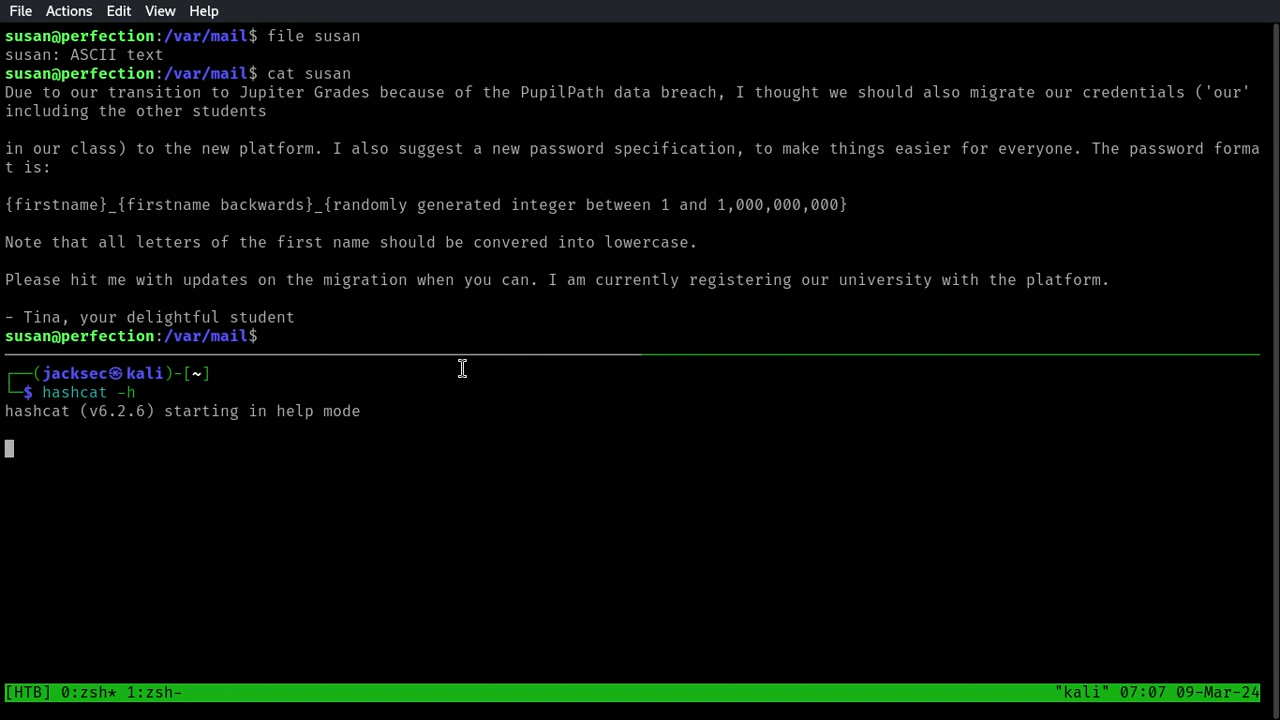 File Actions Edit View Help
susan@perfection:/var/mail$ file susan
susan: ASCII text
susan@perfection:/var/mail$ cat susan
Due to our transition to Jupiter Grades because of the PupilPath data breach, I thought we should also migrate our credentials ('our'
including the other students
in our class) to the new platform. I also suggest a new password specification, to make things easier for everyone. The password forma
t is:
{firstname}_{firstname backwards}_{randomly generated integer between 1 and 1,000,000,000}
Note that all letters of the first name should be convered into lowercase.
Please hit me with updates on the migration when you can. I am currently registering our university with the platform.
- Tina, your delightful student
susan@perfection:/var/mail$
┌──(jacksec㉿kali)-[~]
└─$ hashcat -h
hashcat (v6.2.6) starting in help mode
[HTB] 0:zsh* 1:zsh- "kali" 07:07 09-Mar-24